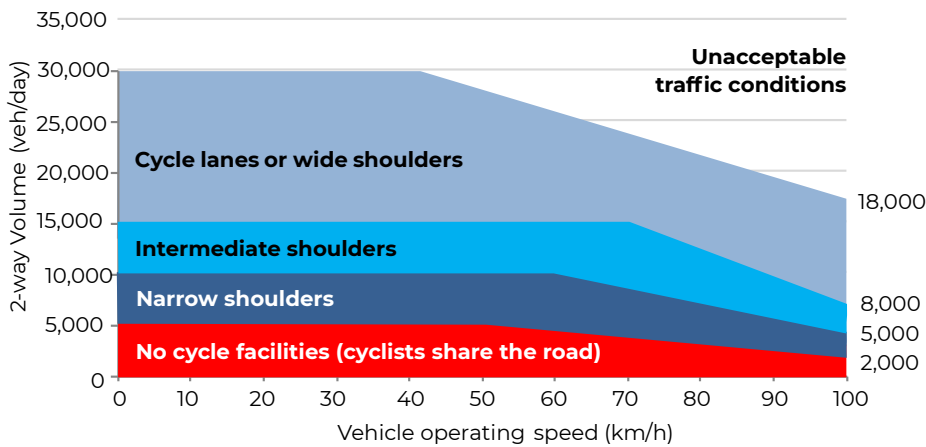 35,000
30,000
25,000
20,000
15,000
10,000
5,000
0
2-way Volume (veh/day)
Unacceptable
traffic conditions
Cycle lanes or wide shoulders
Intermediate shoulders
Narrow shoulders
No cycle facilities (cyclists share the road)
18,000
8,000
5,000
2,000
0 10 20 30 40 50 60 70 80 90 100
Vehicle operating speed (km/h)